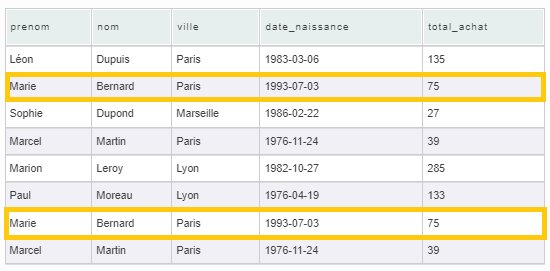 prenom nom ville date_naissance total_achat
Léon Dupuis Paris 1983-03-06 135
Marie Bernard Paris 1993-07-03 75
Sophie Dupond Marseille 1986-02-22 27
Marcel Martin Paris 1976-11-24 39
Marion Leroy Lyon 1982-10-27 285
Paul Moreau Lyon 1976-04-19 133
Marie Bernard Paris 1993-07-03 75
Marcel Martin Paris 1976-11-24 39